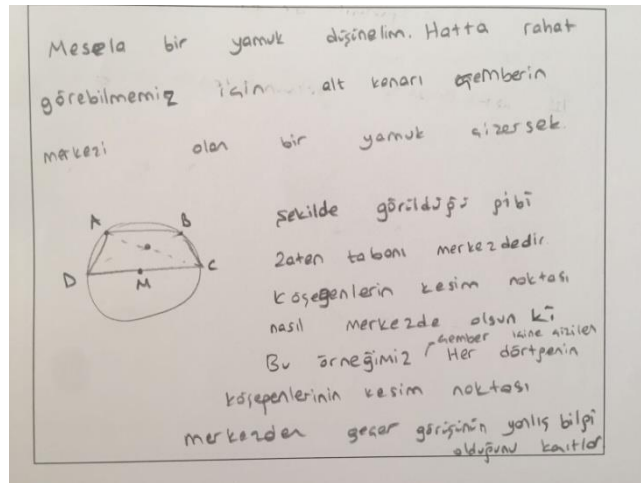 Mesela bir yamuk düşünelim. Hatta rahat
görebilmemiz için alt kenarı çemberin
merkezi olan bir yamuk çizersek.
Şekilde görüldüğü gibi
A B
Zaten tabanı merkezdedir.
D M C
Köşegenlerin kesim noktası
nasıl merkezde olsun ki
çember içine çizilen
Bu örneğimiz Her dörtgenin
köşegenlerinin kesim noktası
merkezden geçer görüşünün yanlış bilgi
olduğunu kanıtlar